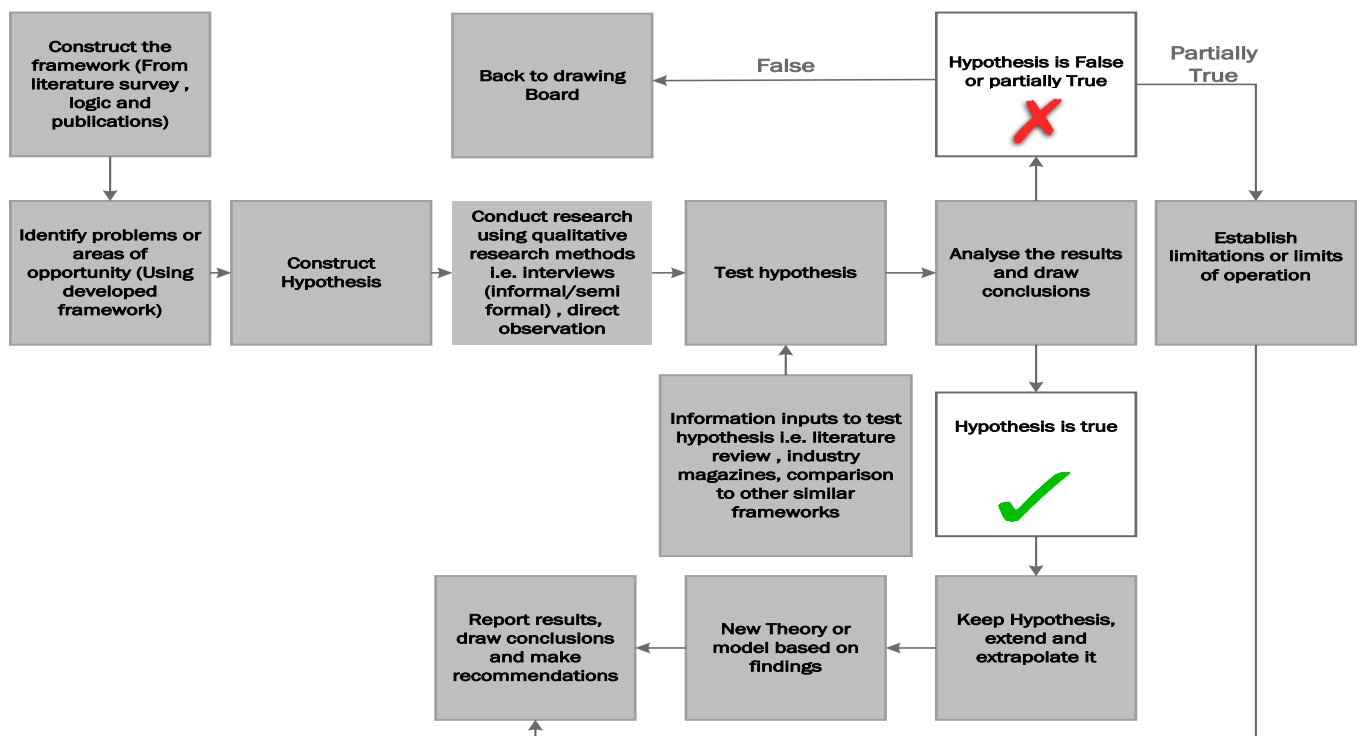 Construct the
framework (From
literature survey ,
logic and
publications)
Back to drawing
Board
False
Hypothesis is False
or partially True
Partially
True
Identify problems or
areas of
opportunity (Using
developed
framework)
Construct
Hypothesis
Conduct research
using qualitative
research methods
i.e. interviews
(informal/semi
formal) , direct
observation
Test hypothesis
Analyse the results
and draw
conclusions
Establish
limitations or limits
of operation
Information inputs to test
hypothesis i.e. literature
review , industry
magazines, comparison
to other similar
frameworks
Hypothesis is true
Report results,
draw conclusions
and make
recommendations
New Theory or
model based on
findings
Keep Hypothesis,
extend and
extrapolate it